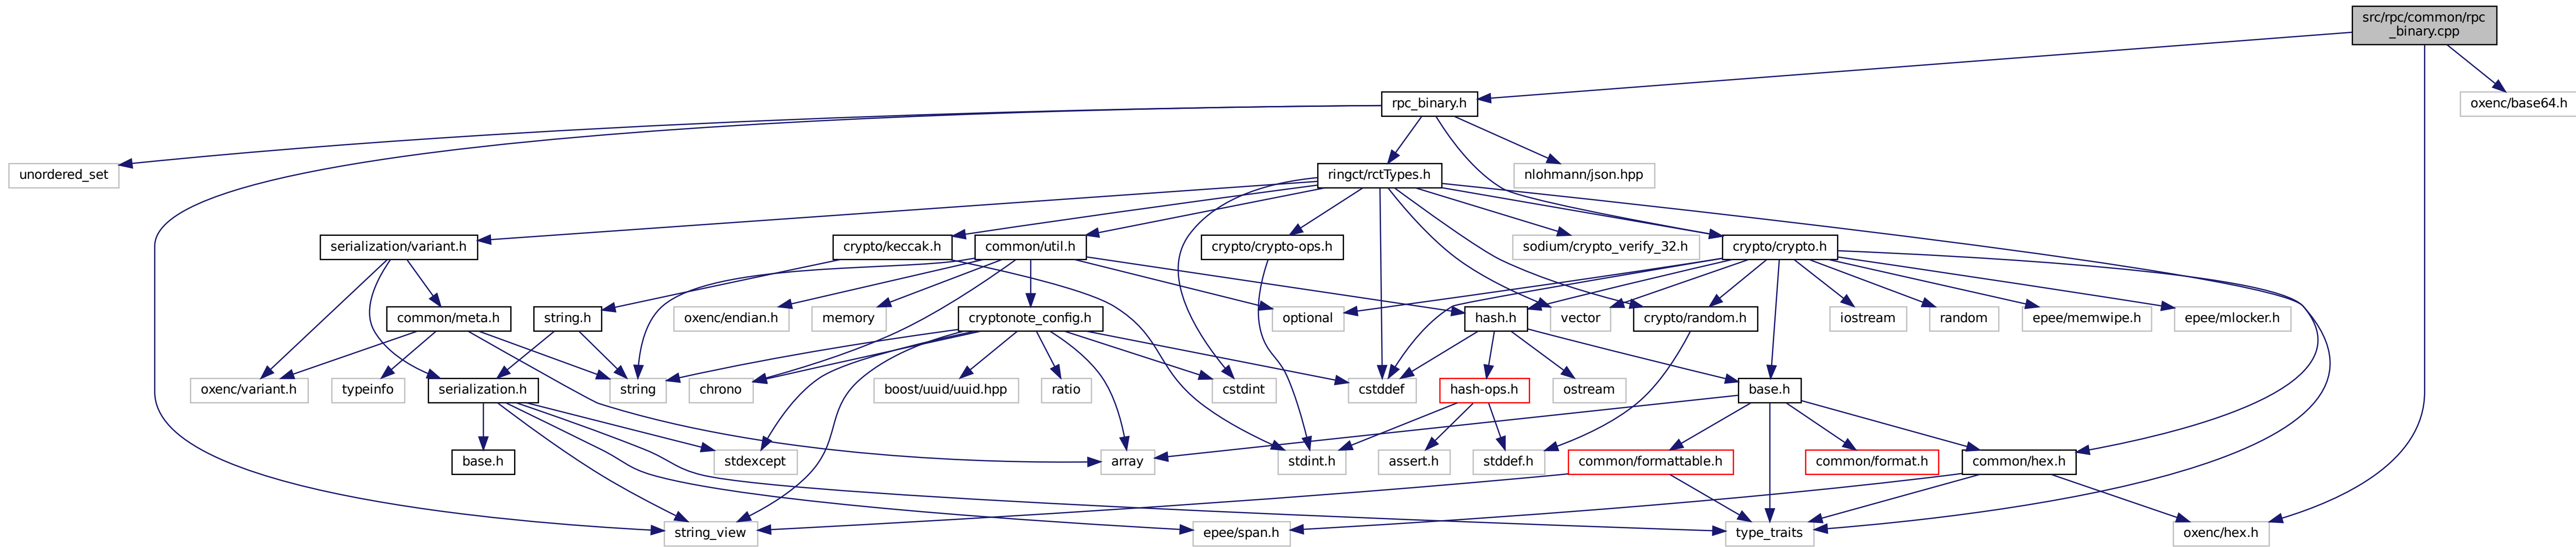 src/rpc/common/rpc
_binary.cpp
rpc_binary.h
oxenc/base64.h
unordered_set
ringct/rctTypes.h
nlohmann/json.hpp
serialization/variant.h
crypto/keccak.h
common/util.h
crypto/crypto-ops.h
sodium/crypto_verify_32.h
crypto/crypto.h
common/meta.h
string.h
oxenc/endian.h
memory
cryptonote_config.h
optional
hash.h
vector
crypto/random.h
iostream
random
epee/memwipe.h
epee/mlocker.h
oxenc/variant.h
typeinfo
serialization.h
string
chrono
boost/uuid/uuid.hpp
ratio
cstdint
cstddef
hash-ops.h
ostream
base.h
base.h
stdexcept
array
stdint.h
assert.h
stddef.h
common/formattable.h
common/format.h
common/hex.h
string_view
epee/span.h
type_traits
oxenc/hex.h